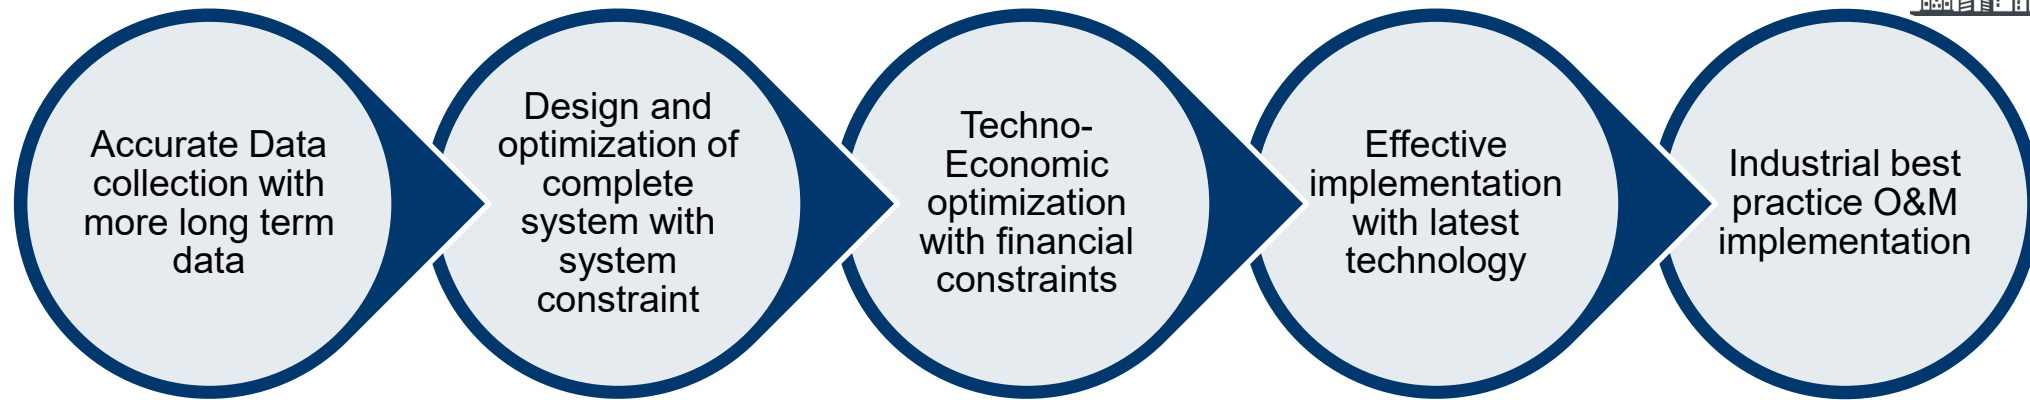 Accurate Data
collection with
more long term
data
Design and
optimization of
complete
system with
system
constraint
Techno-
Economic
optimization
with financial
constraints
Effective
implementation
with latest
technology
Industrial best
practice O&M
implementation